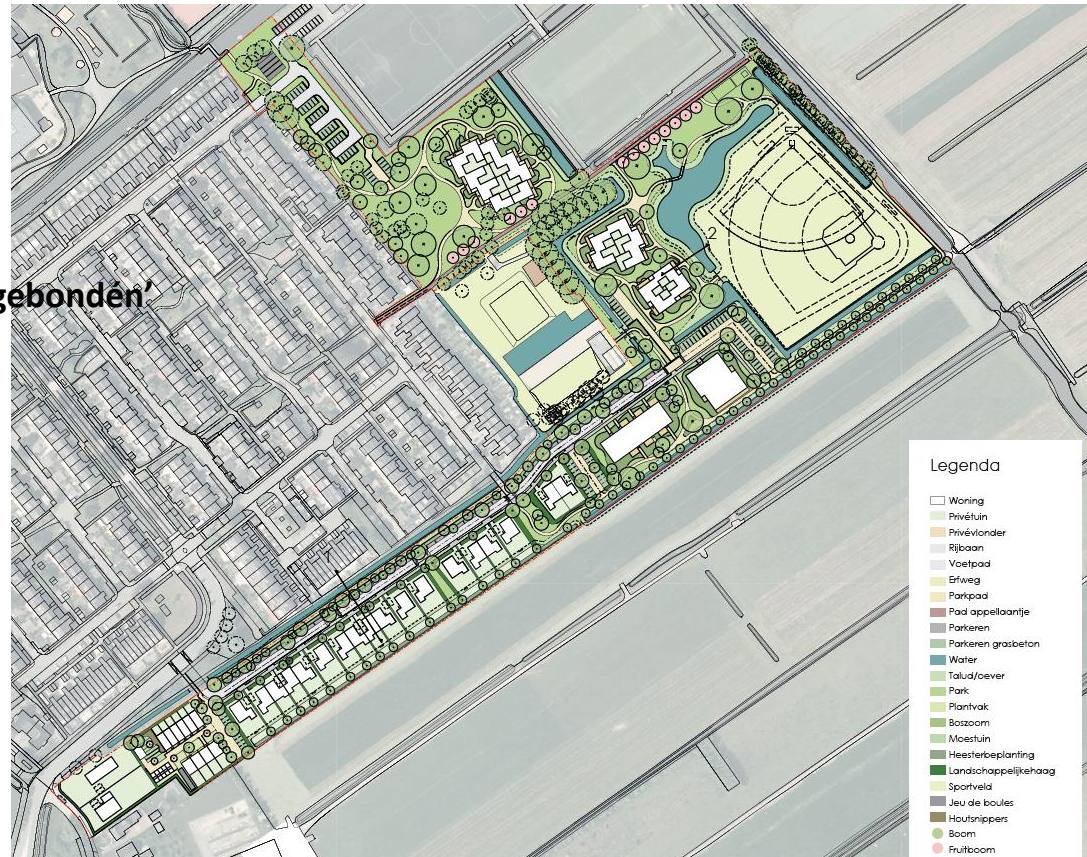 gebondén’
2
Legenda
Woning
Privétuin
Privévlonder
Rijbaan
Voetpad
Erfweg
Parkpad
Pad appellaantje
Parkeren
Parkeren grasbeton
Water
Talud/oever
Park
Plantvak
Boszoom
Moestuin
Heesterbeplanting
Landschappelijkehaag
Sportveld
Jeu de boules
Houtsnippers
Boom
Fruitboom